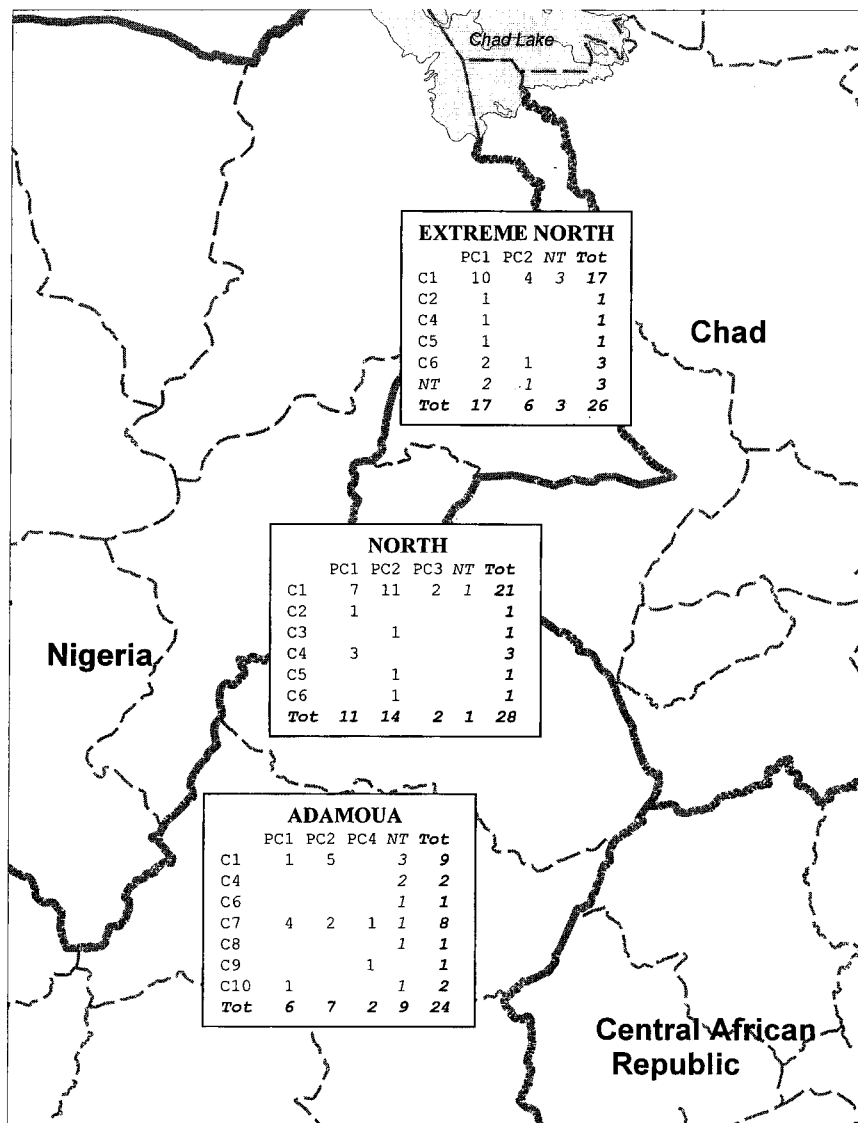 Chad Lake
EXTREME NORTH
PC1 PC2 NT Tot
C1 10 4 3 17
C2 1 1
C4 1 1
C5 1 1
C6 2 1 3
NT 2 1 3
Tot 17 6 3 26
Chad
NORTH
PC1 PC2 PC3 NT Tot
C1 7 11 2 1 21
C2 1 1
C3 1 1
C4 3 3
C5 1 1
C6 1 1
Tot 11 14 2 1 28
Nigeria
ADAMOUA
PC1 PC2 PC4 NT Tot
C1 1 5 3 9
C4 2 2
C6 1 1
C7 4 2 1 1 8
C8 1 1
C9 1 1
C10 1 1 2
Tot 6 7 2 9 24
Central African
Republic